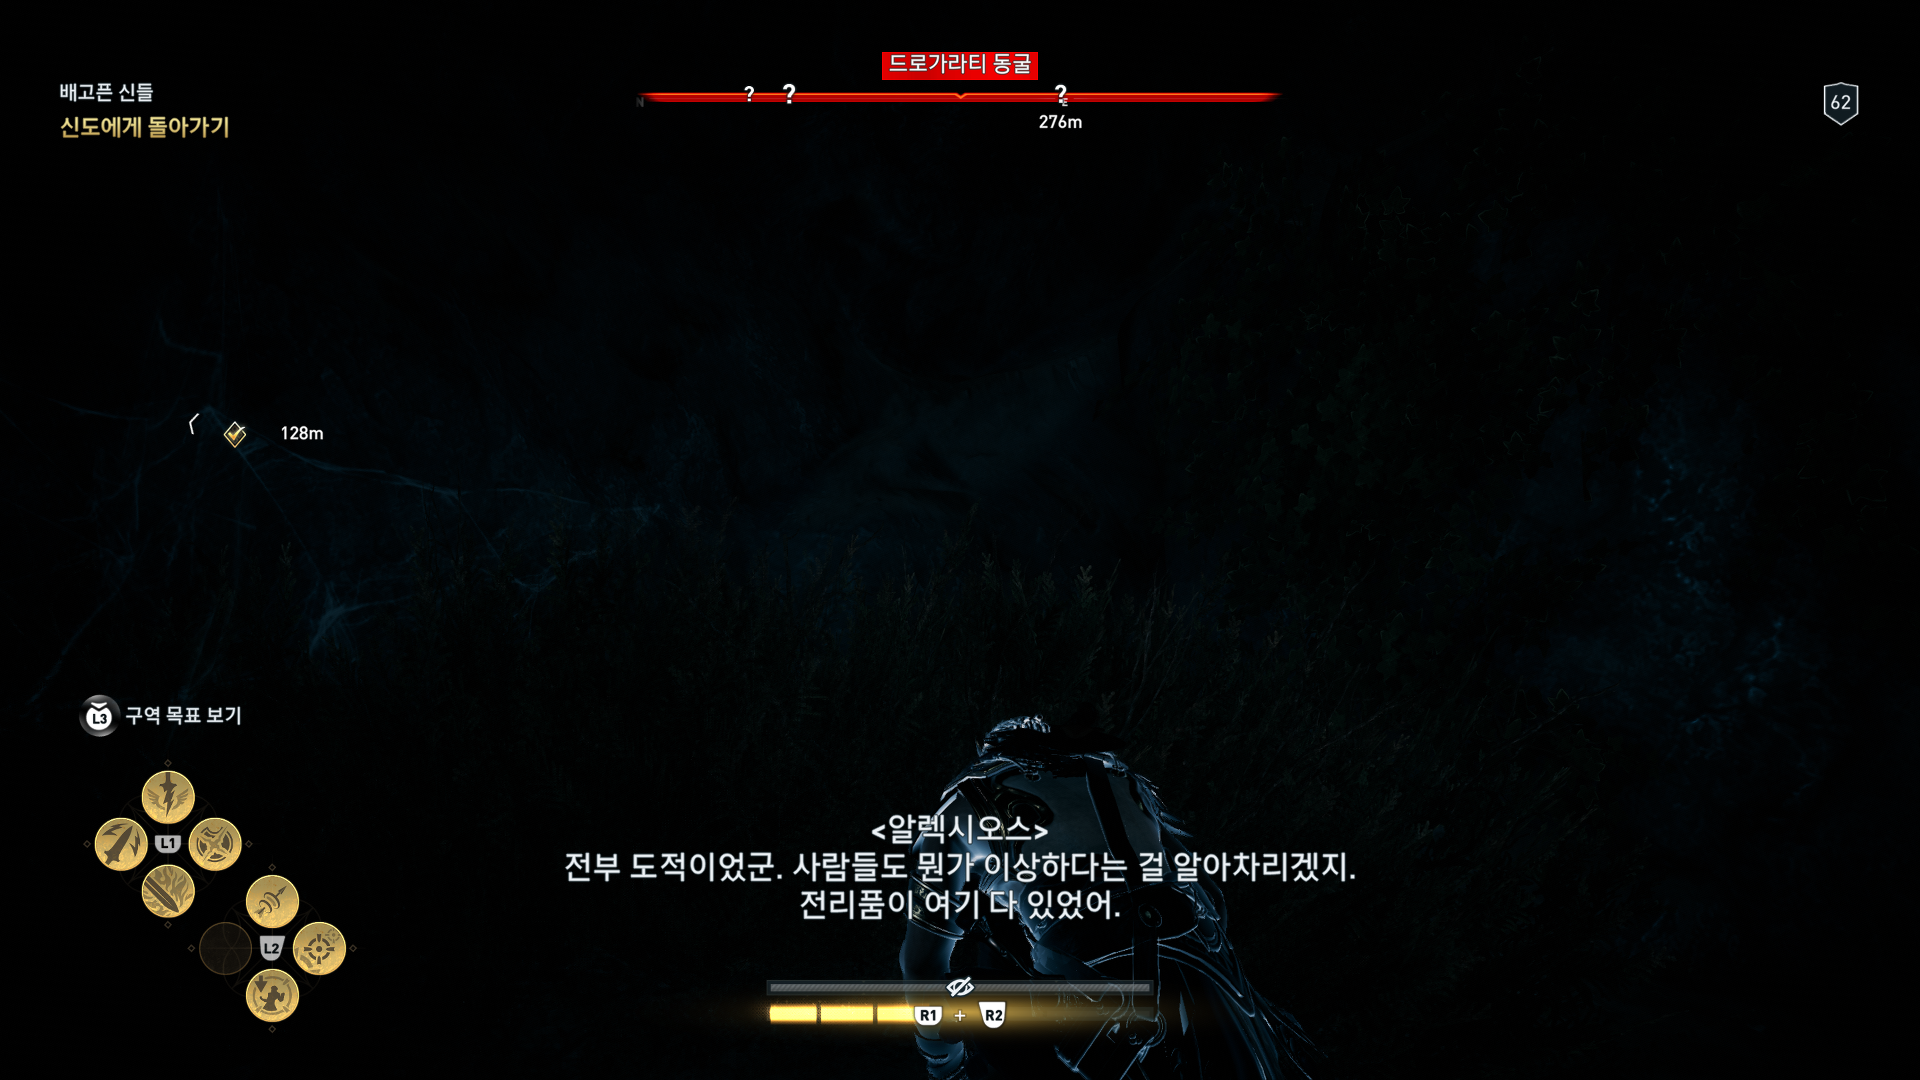 드로가라티 동굴
배고픈 신들
신도에게 돌아가기
N
?
?
?
E
276m
62
128m
L3 구역 목표 보기
L1
L2
<알렉시오스>
전부 도적이었군. 사람들도 뭔가 이상하다는 걸 알아차리겠지.
전리품이 여기 다 있었어.
R1 + R2